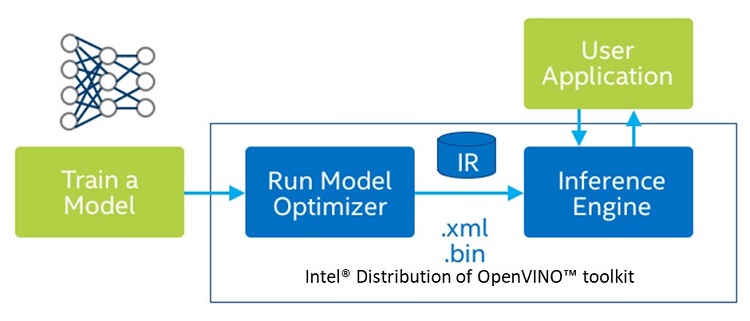 User
Application
Train a
Model
Run Model
Optimizer
IR
.xml
.bin
Inference
Engine
Intel® Distribution of OpenVINO™ toolkit